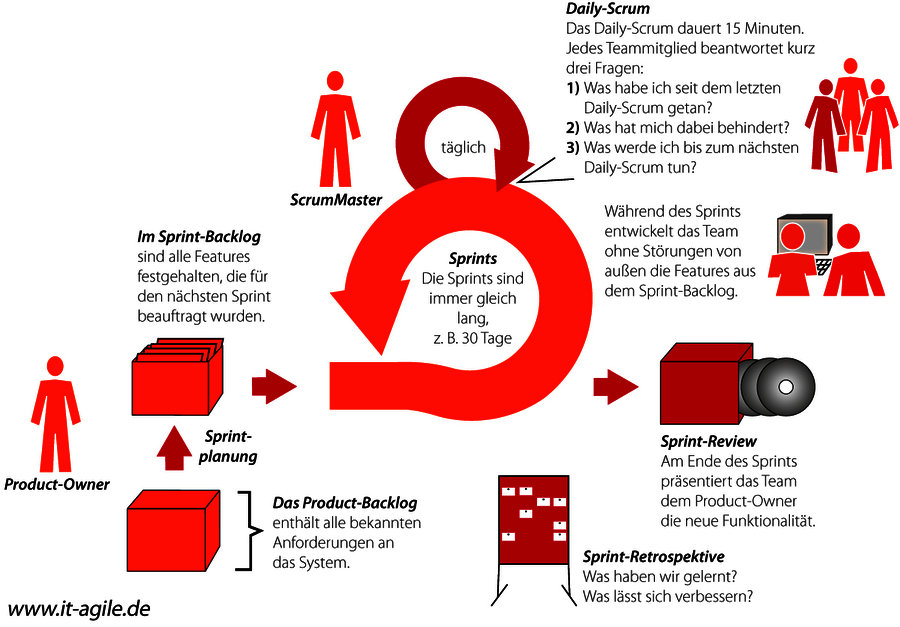 Daily-Scrum
Das Daily-Scrum dauert 15 Minuten.
Jedes Teammitglied beantwortet kurz
drei Fragen:
1) Was habe ich seit dem letzten
Daily-Scrum getan?
2) Was hat mich dabei behindert?
3) Was werde ich bis zum nächsten
Daily-Scrum tun?
täglich
ScrumMaster
Während des Sprints
entwickelt das Team
ohne Störungen von
außen die Features aus
dem Sprint-Backlog.
Im Sprint-Backlog
sind alle Features
festgehalten, die für
den nächsten Sprint
beauftragt wurden.
Sprints
Die Sprints sind
immer gleich
lang,
z. B. 30 Tage
Product-Owner
Sprint-
planung
Das Product-Backlog
enthält alle bekannten
Anforderungen an
das System.
Sprint-Review
Am Ende des Sprints
präsentiert das Team
dem Product-Owner
die neue Funktionalität.
Sprint-Retrospektive
Was haben wir gelernt?
Was lässt sich verbessern?
www.it-agile.de